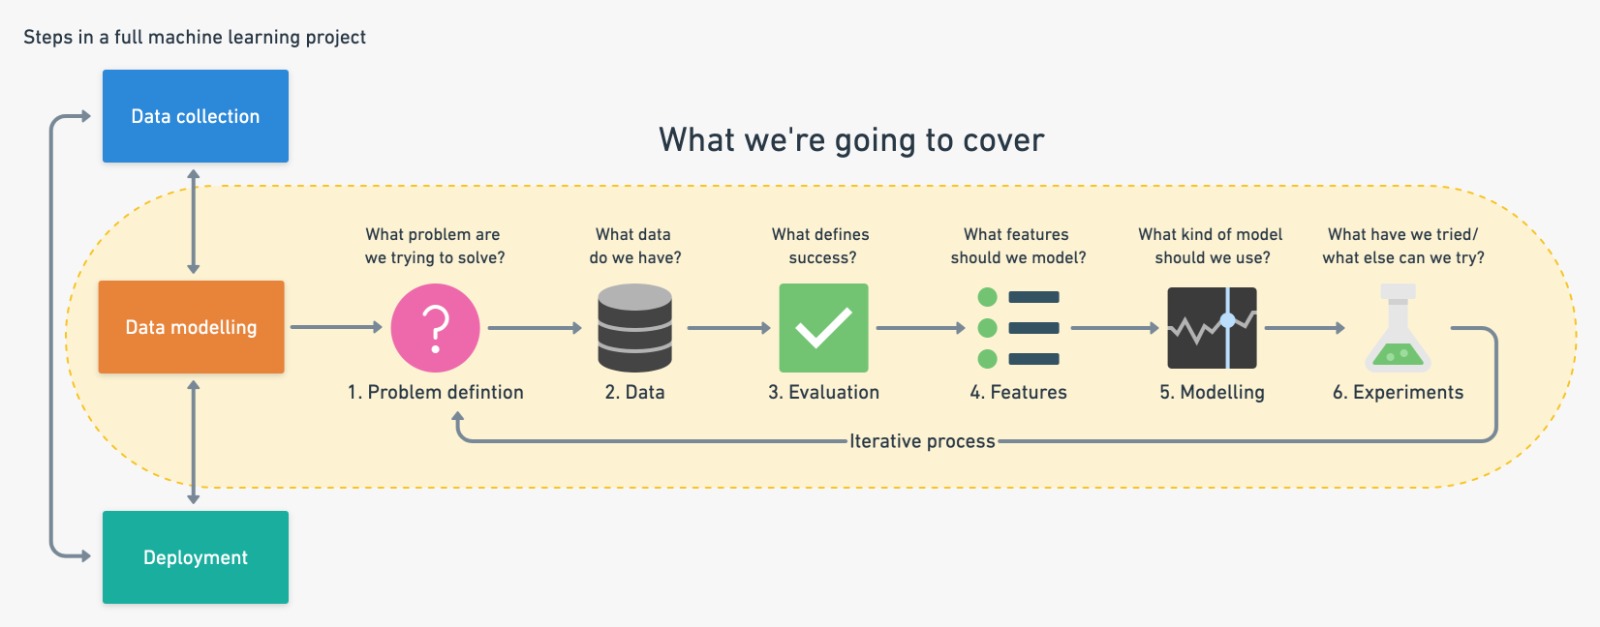 Steps in a full machine learning project
Data collection
What we're going to cover
What problem are
we trying to solve?
What data
do we have?
What defines
success?
What features
should we model?
What kind of model
should we use?
What have we tried/
what else can we try?
Data modelling
1. Problem defintion
2. Data
3. Evaluation
4. Features
5. Modelling
6. Experiments
Iterative process
Deployment